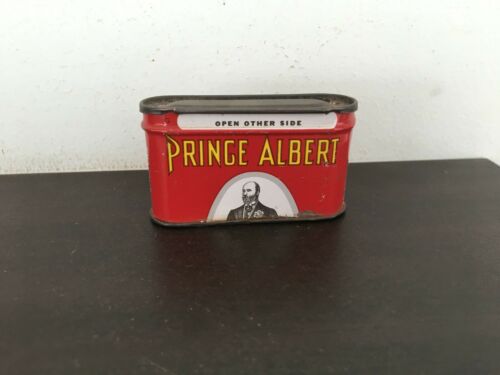 OPEN OTHER SIDE
PRINCE ALBERT